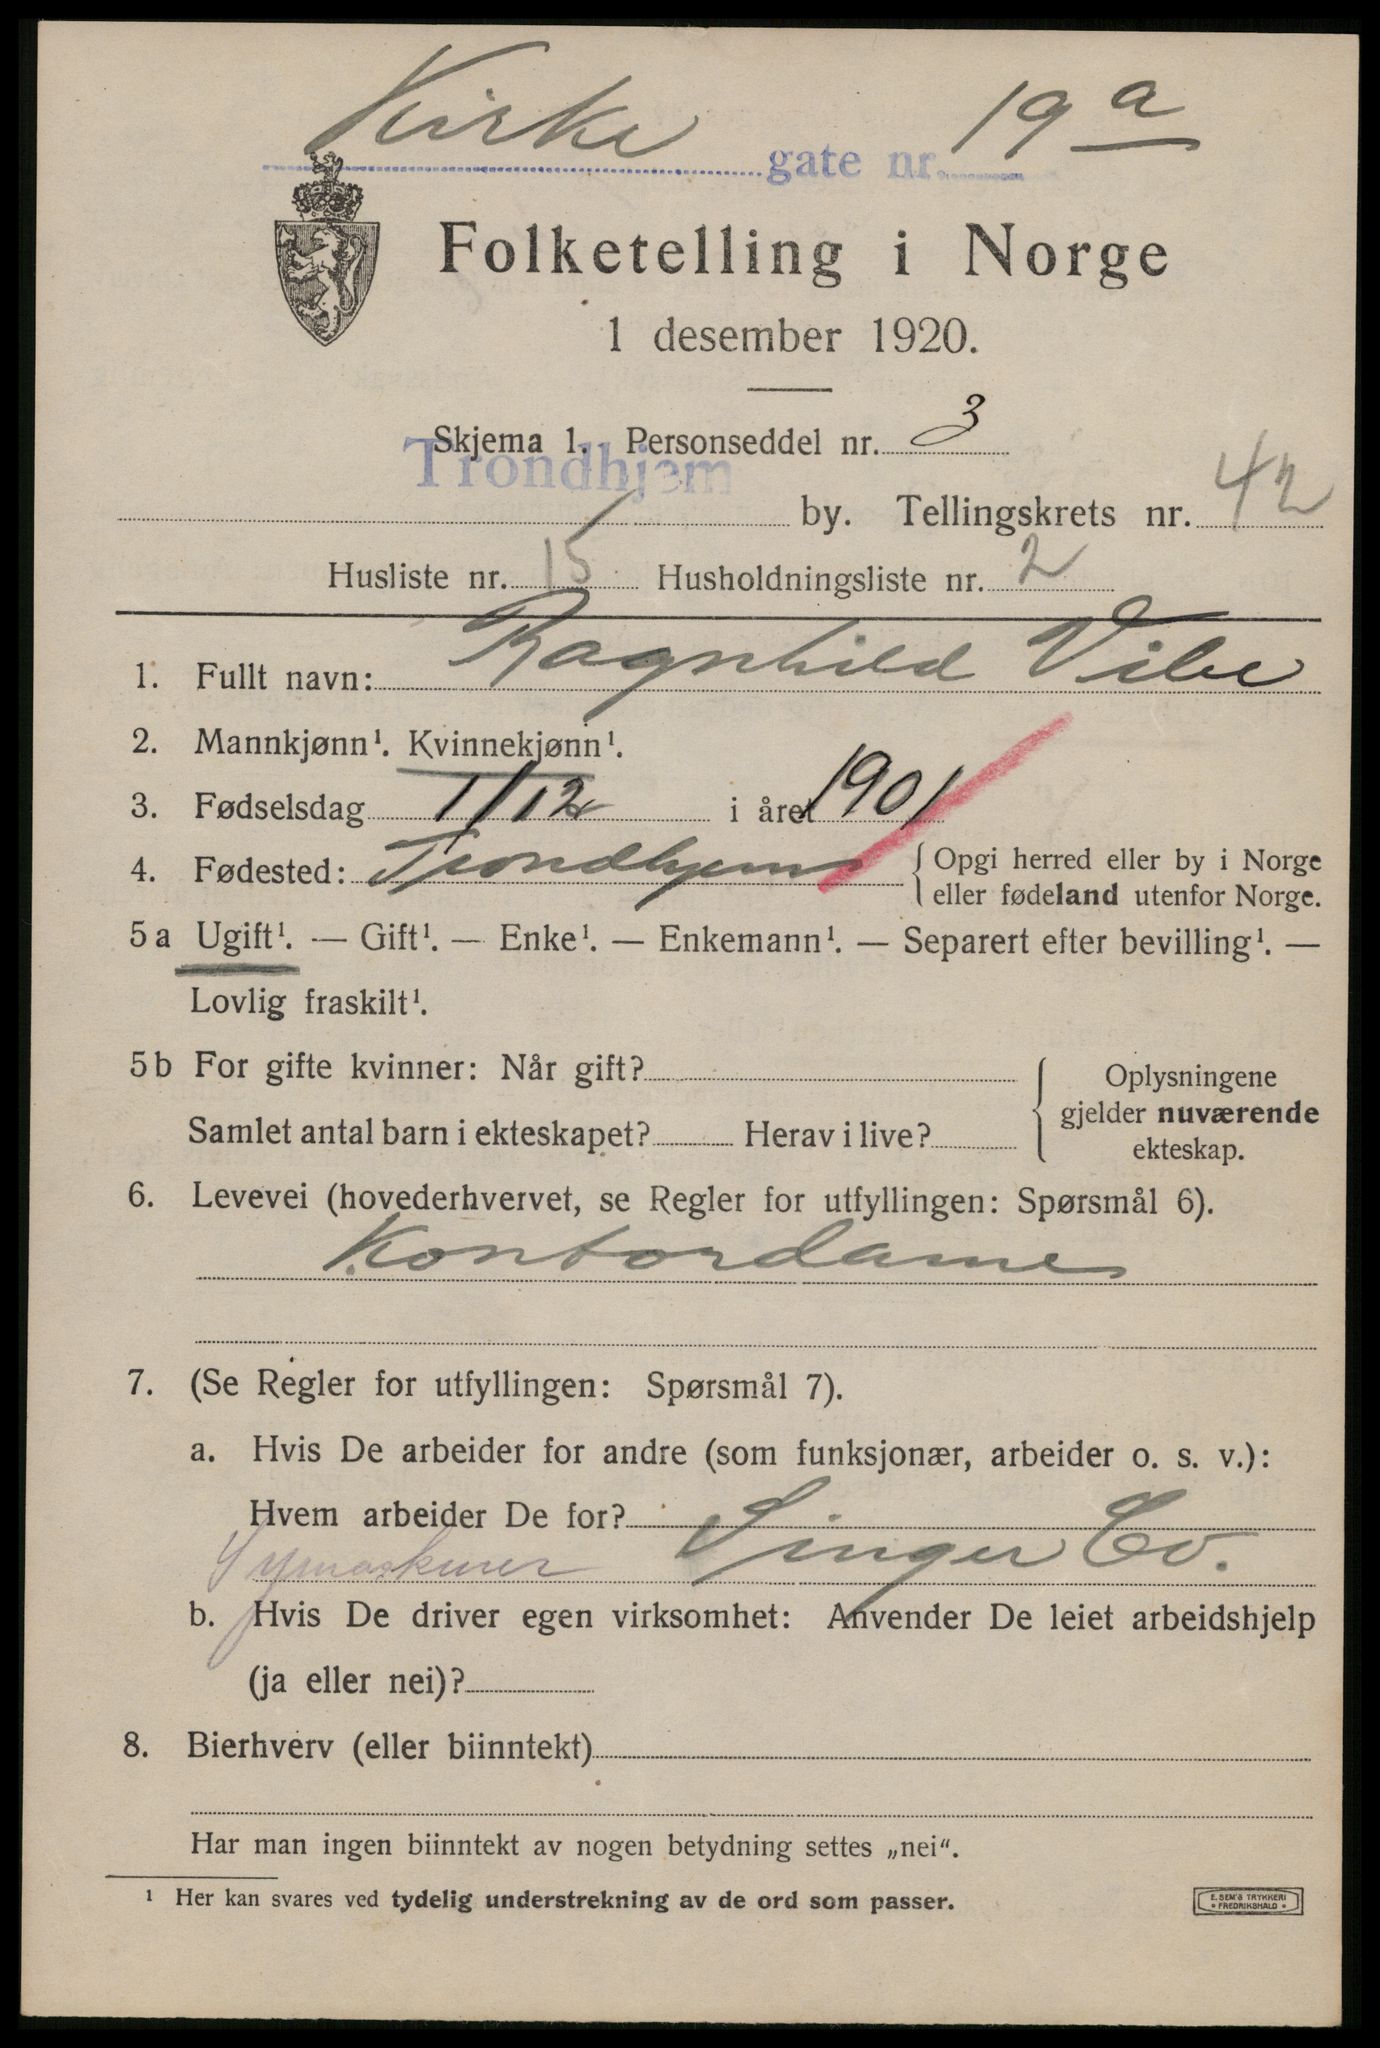 Kirke gate nr. 19 a
Folketelling i Norge
1 desember 1920.
Skjema 1. Personseddel nr. 3
Trondhjem
by. Tellingskrets nr. 42
Husliste nr. 15 Husholdningsliste nr. 2
1. Fullt navn: Ragnhild Vibe
2. Mannkjønn¹. Kvinnekjønn¹.
3. Fødselsdag 1/12 i året 1901
4. Fødested: Trondhjem { Opgi herred eller by i Norge
eller fødeland utenfor Norge.
5 a Ugift¹. — Gift¹. — Enke¹. — Enkemann¹. — Separert efter bevilling¹. —
Lovlig fraskilt¹.
5 b For gifte kvinner: Når gift?
Samlet antal barn i ekteskapet? Herav i live?
Oplysningene
gjelder nuværende
ekteskap.
6. Levevei (hovederhvervet, se Regler for utfyllingen: Spørsmål 6).
Kontordame
7. (Se Regler for utfyllingen: Spørsmål 7).
a. Hvis De arbeider for andre (som funksjonær, arbeider o. s. v.):
Hvem arbeider De for?
Symaskiner Singer Co.
b. Hvis De driver egen virksomhet: Anvender De leiet arbeidshjelp
(ja eller nei)?
8. Bierhverv (eller biinntekt)
Har man ingen biinntekt av nogen betydning settes „nei“.
¹ Her kan svares ved tydelig understrekning av de ord som passer.
E. SEM'S TRYKKERI
FREDRIKSHALD